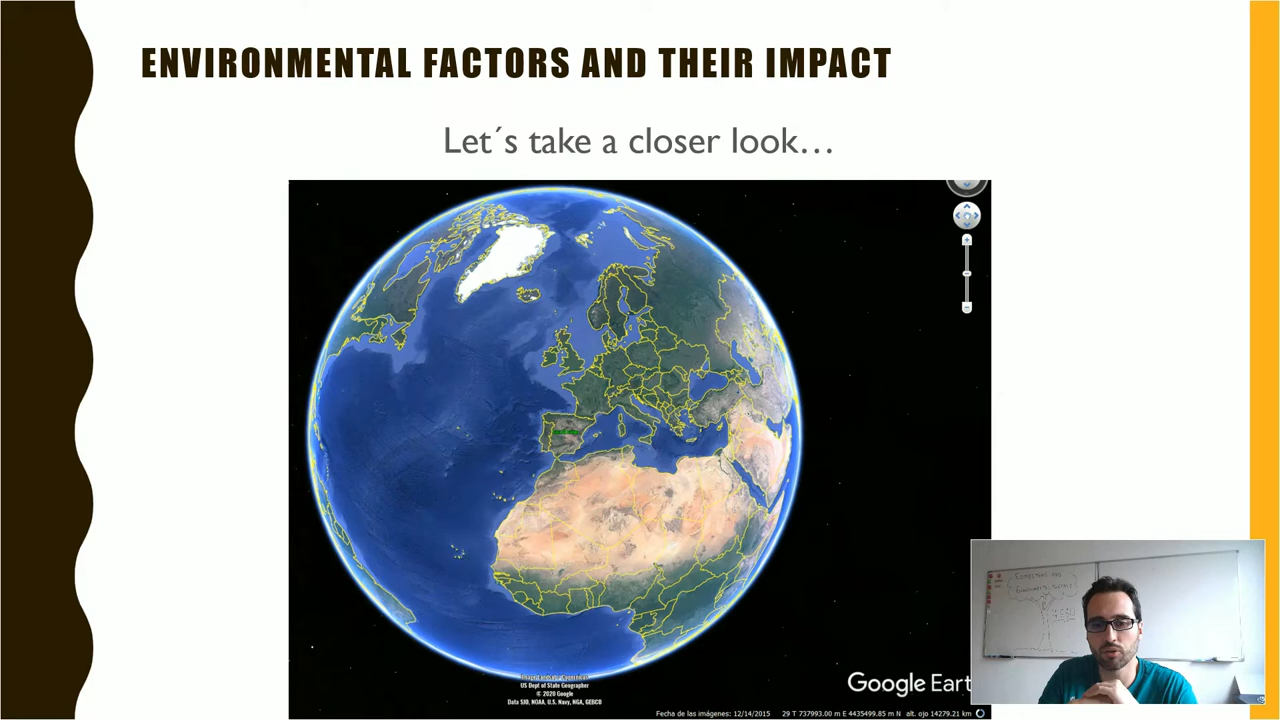 ENVIRONMENTAL FACTORS AND THEIR IMPACT
Let´s take a closer look...
US Dept of State Geographer
© 2020 Google
Data SIO, NOAA, U.S. Navy, NGA, GEBCO
Google Eart
Fecha de las imágenes: 12/14/2015 29 T 737993.00 m E 4435499.85 m N alt. ojo 14279.21 km